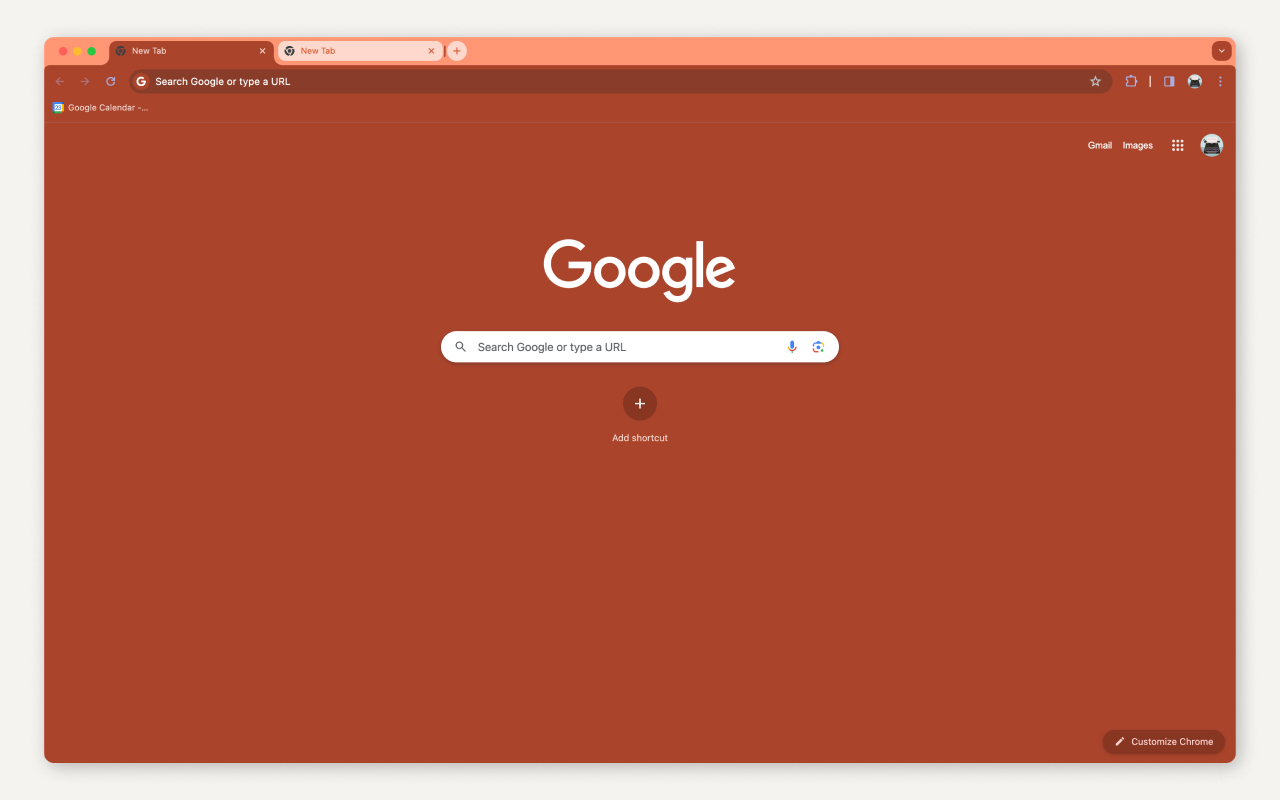 New Tab
New Tab
Search Google or type a URL
Google Calendar -...
Gmail Images
Google
Search Google or type a URL
Add shortcut
Customize Chrome